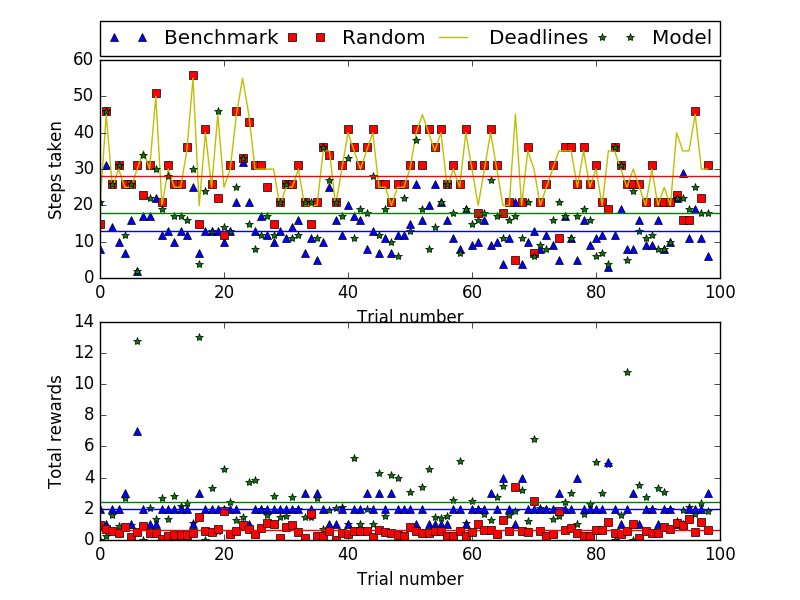 Benchmark Random Deadlines Model
60
50
40
30
20
10
0
Steps taken
0 20 40 60 80 100
Trial number
14
12
10
8
6
4
2
0
Total rewards
0 20 40 60 80 100
Trial number